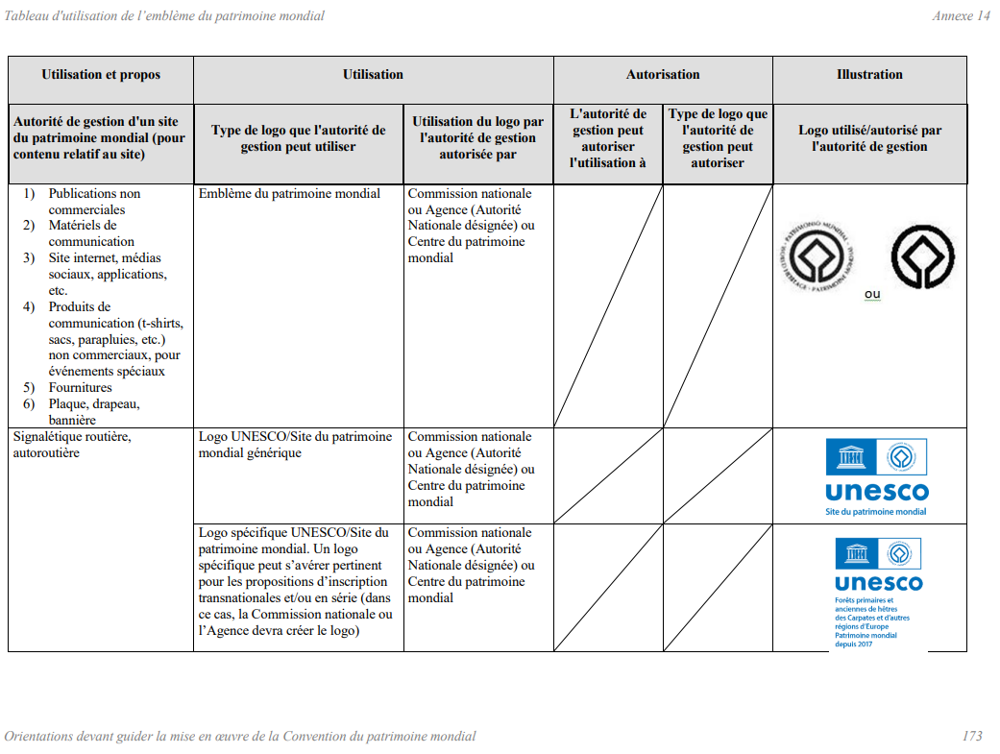 Tableau d'utilisation de l'emblème du patrimoine mondial
Annexe 14
Utilisation et propos
Utilisation
Autorisation
Illustration
Autorité de gestion d'un site
du patrimoine mondial (pour
contenu relatif au site)
Type de logo que l'autorité de
gestion peut utiliser
Utilisation du logo par
l'autorité de gestion
autorisée par
L'autorité de
gestion peut
autoriser
l'utilisation à
Type de logo que
l'autorité de
gestion peut
autoriser
Logo utilisé/autorisé par
l'autorité de gestion
1) Publications non
commerciales
2) Matériels de
communication
3) Site internet, médias
sociaux, applications,
etc.
4) Produits de
communication (t-shirts,
sacs, parapluies, etc.)
non commerciaux, pour
événements spéciaux
5) Fournitures
6) Plaque, drapeau,
bannière
Emblème du patrimoine mondial
Commission nationale
ou Agence (Autorité
Nationale désignée) ou
Centre du patrimoine
mondial
WORLD HERITAGE • PATRIMOINE MONDIAL • PATRIMONIO MUNDIAL
ou
Signalétique routière,
autoroutière
Logo UNESCO/Site du patrimoine
mondial générique
Commission nationale
ou Agence (Autorité
Nationale désignée) ou
Centre du patrimoine
mondial
unesco
Site du patrimoine mondial
Logo spécifique UNESCO/Site du
patrimoine mondial. Un logo
spécifique peut s’avérer pertinent
pour les propositions d’inscription
transnationales et/ou en série (dans
ce cas, la Commission nationale ou
l’Agence devra créer le logo)
Commission nationale
ou Agence (Autorité
Nationale désignée) ou
Centre du patrimoine
mondial
unesco
Forêts primaires et
anciennes de hêtres
des Carpates et d'autres
régions d'Europe
Patrimoine mondial
depuis 2017
Orientations devant guider la mise en œuvre de la Convention du patrimoine mondial
173